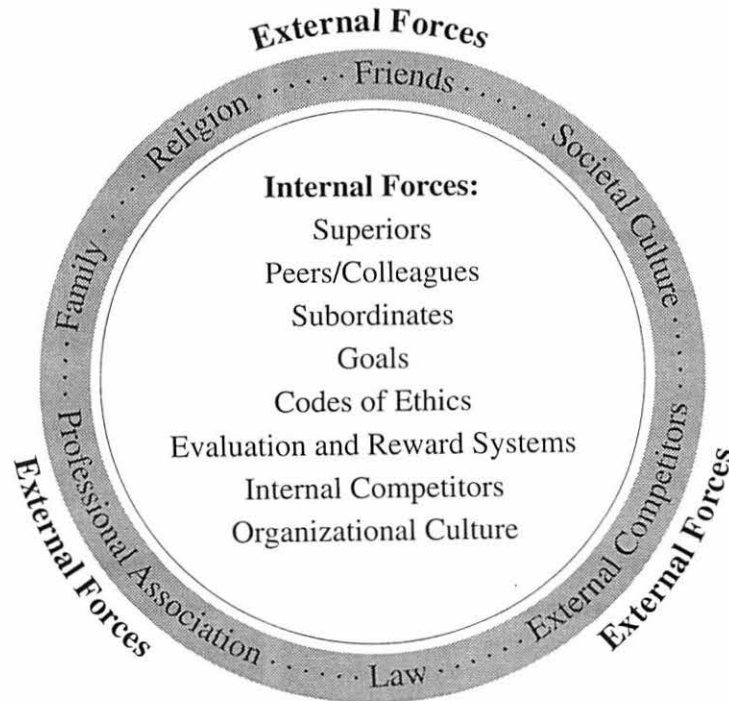 External Forces
Religion . . . . . . Friends . . . . . . Societal Culture . . . . . External Competitors . . . . . . Law . . . . . . Professional Association . . . . . Family . . . . .
Internal Forces:
Superiors
Peers/Colleagues
Subordinates
Goals
Codes of Ethics
Evaluation and Reward Systems
Internal Competitors
Organizational Culture
External Forces
External Forces